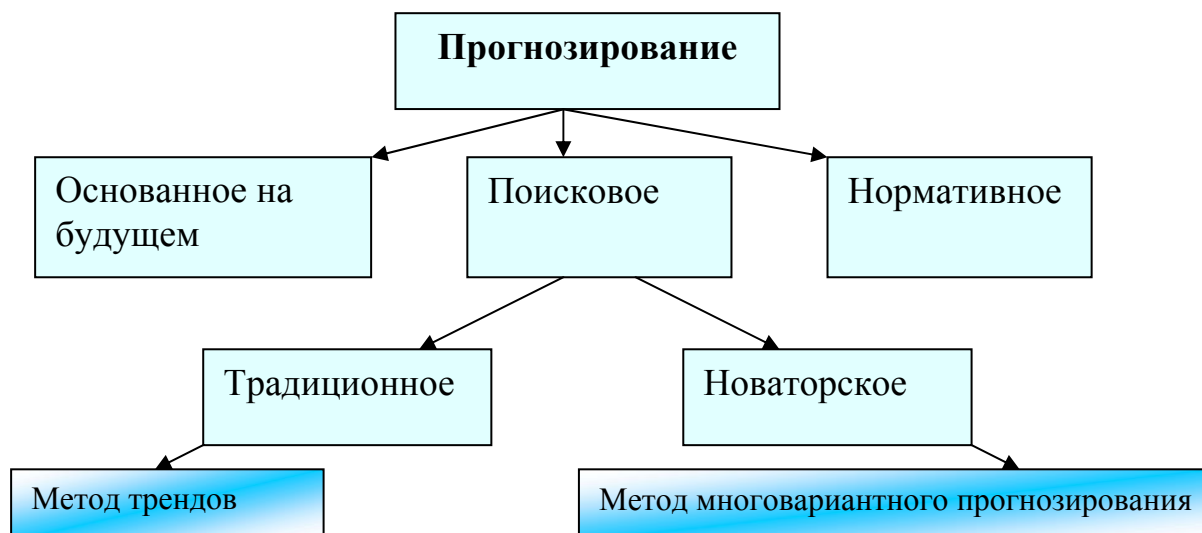 Прогнозирование
Основанное на
будущем
Поисковое
Нормативное
Традиционное
Новаторское
Метод трендов
Метод многовариантного прогнозирования